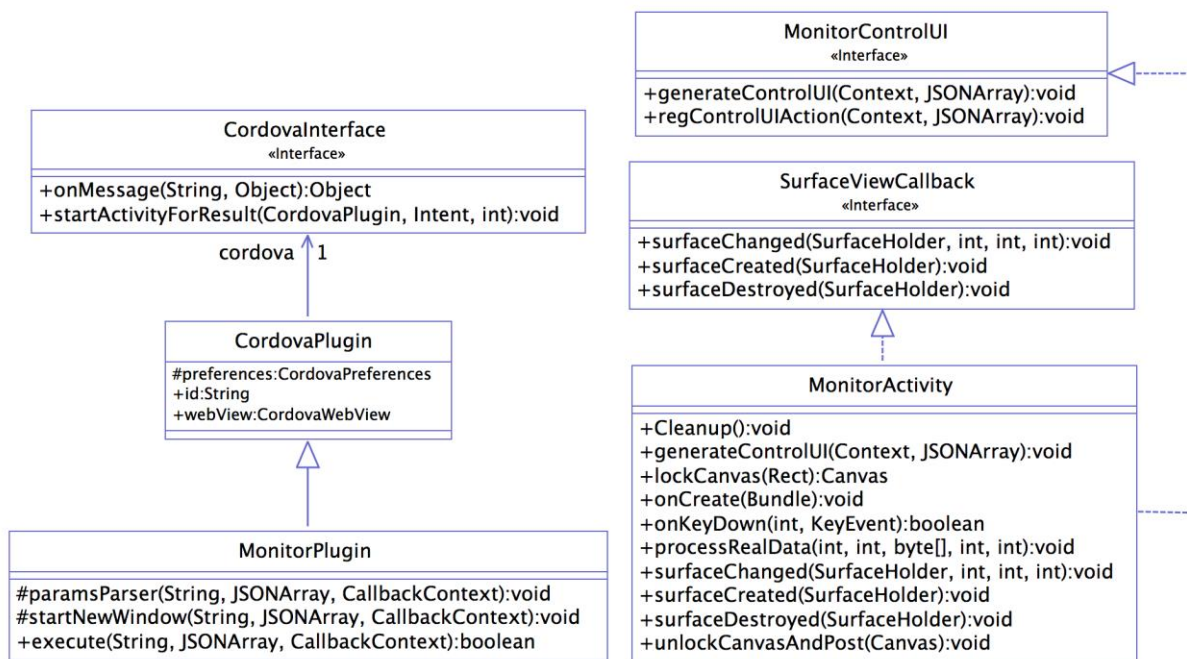 MonitorControlUI
«Interface»
+generateControlUI(Context, JSONArray):void
+regControlUIAction(Context, JSONArray):void
CordovaInterface
«Interface»
+onMessage(String, Object):Object
+startActivityForResult(CordovaPlugin, Intent, int):void
cordova 1
SurfaceViewCallback
«Interface»
+surfaceChanged(SurfaceHolder, int, int, int):void
+surfaceCreated(SurfaceHolder):void
+surfaceDestroyed(SurfaceHolder):void
CordovaPlugin
#preferences:CordovaPreferences
+id:String
+webView:CordovaWebView
MonitorActivity
+Cleanup():void
+generateControlUI(Context, JSONArray):void
+lockCanvas(Rect):Canvas
+onCreate(Bundle):void
+onKeyDown(int, KeyEvent):boolean
+processRealData(int, int, byte[], int, int):void
+surfaceChanged(SurfaceHolder, int, int, int):void
+surfaceCreated(SurfaceHolder):void
+surfaceDestroyed(SurfaceHolder):void
+unlockCanvasAndPost(Canvas):void
MonitorPlugin
#paramsParser(String, JSONArray, CallbackContext):void
#startNewWindow(String, JSONArray, CallbackContext):void
+execute(String, JSONArray, CallbackContext):boolean